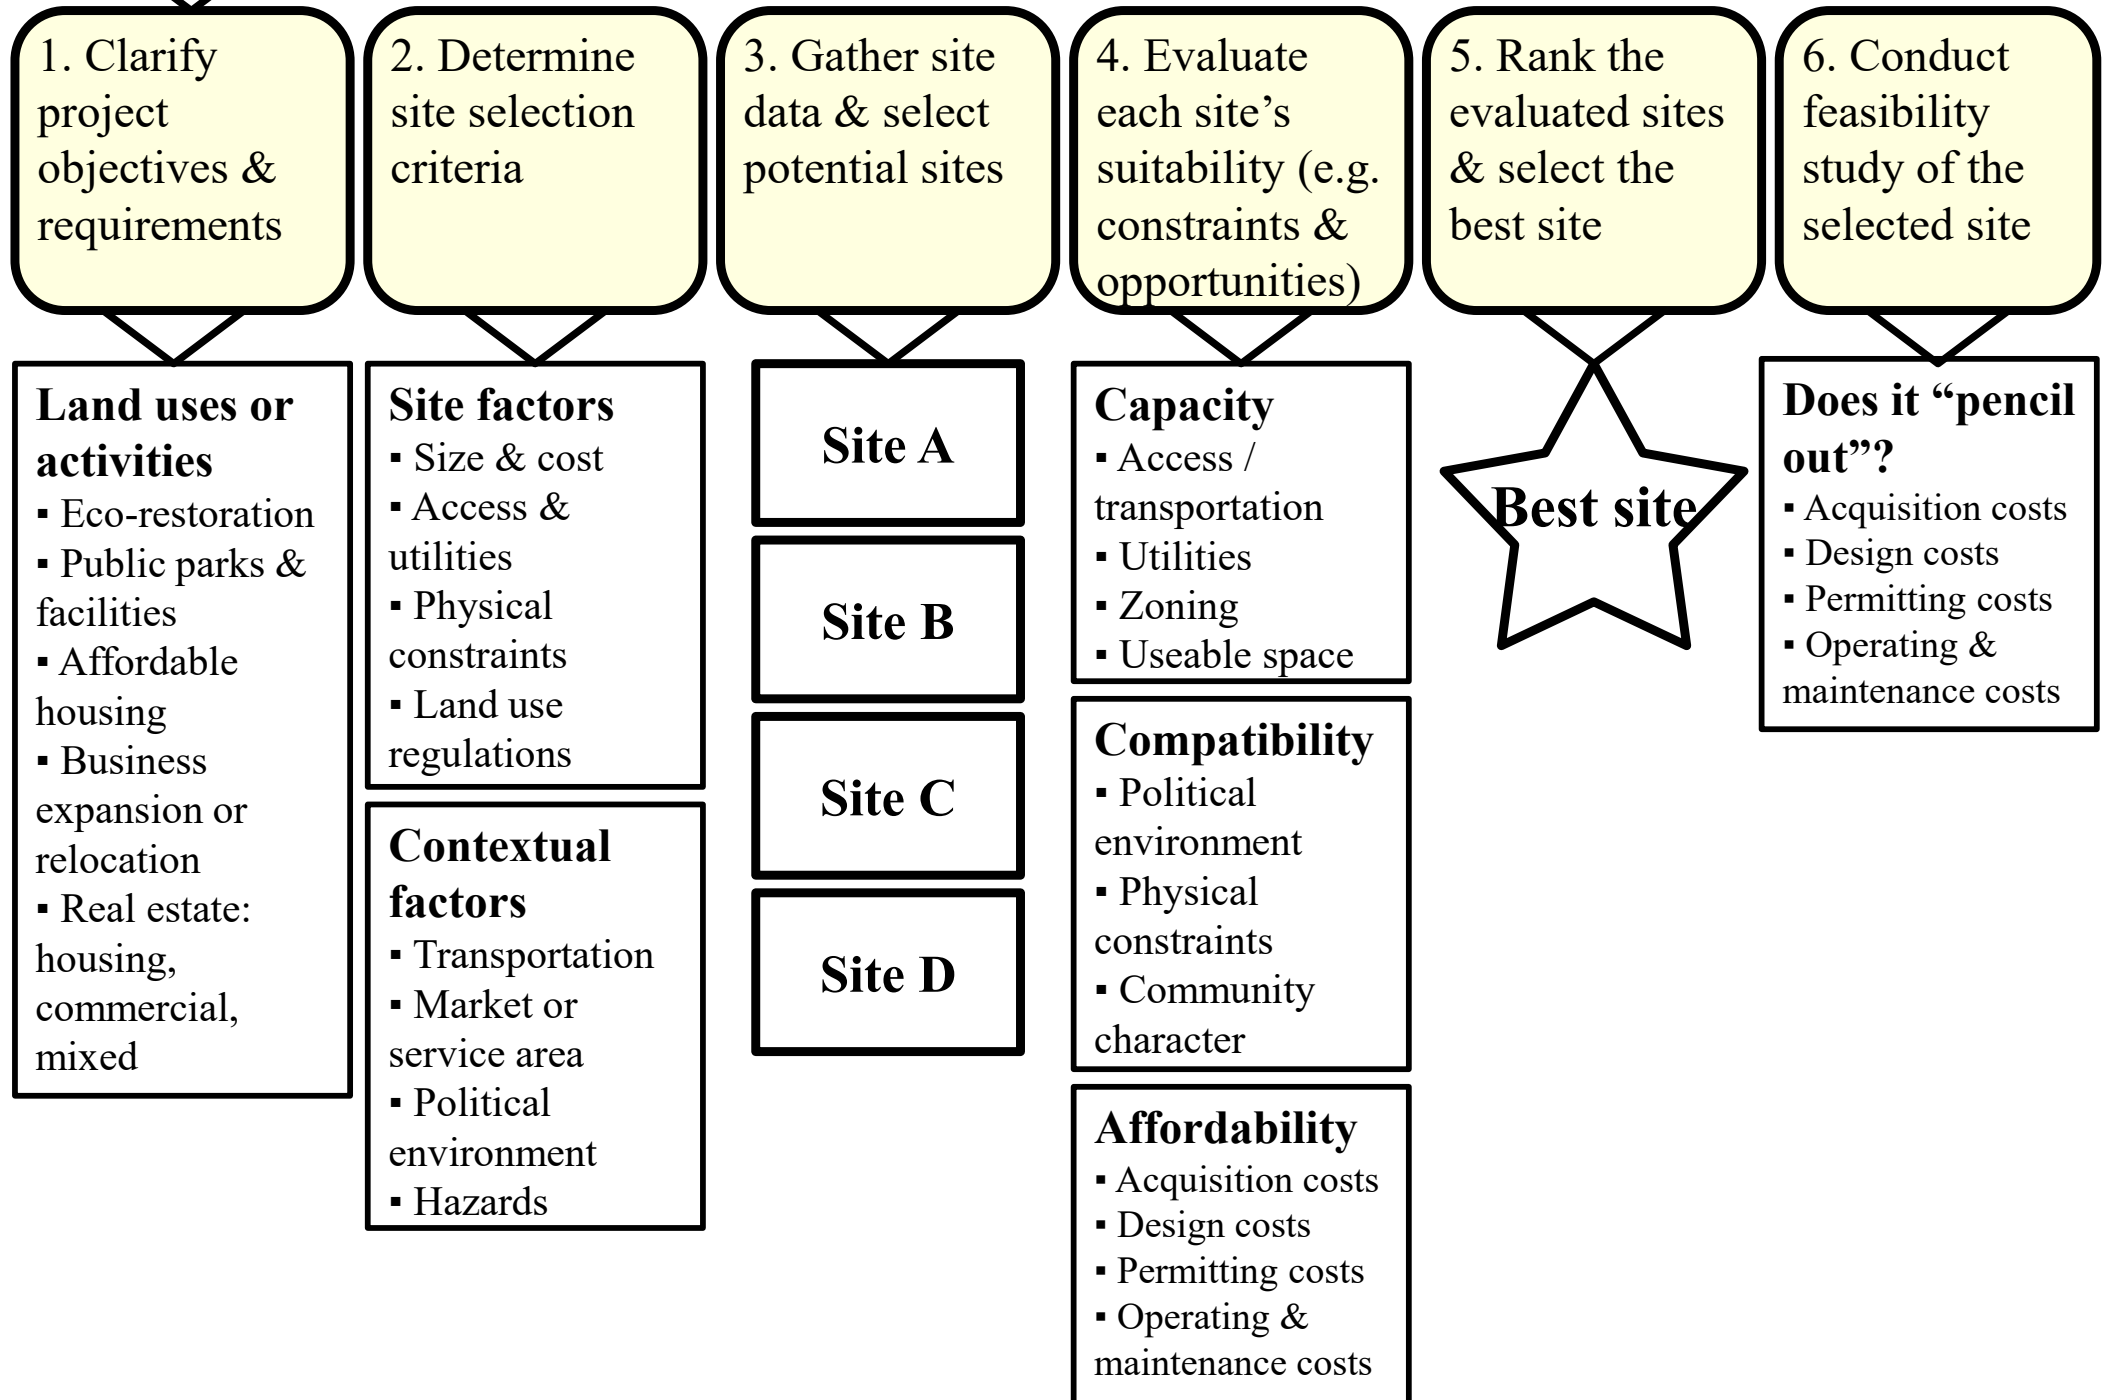 1. Clarify
project
objectives &
requirements
2. Determine
site selection
criteria
3. Gather site
data & select
potential sites
4. Evaluate
each site’s
suitability (e.g.
constraints &
opportunities)
5. Rank the
evaluated sites
& select the
best site
6. Conduct
feasibility
study of the
selected site
Land uses or
activities
▪ Eco-restoration
▪ Public parks &
facilities
▪ Affordable
housing
▪ Business
expansion or
relocation
▪ Real estate:
housing,
commercial,
mixed
Site factors
▪ Size & cost
▪ Access &
utilities
▪ Physical
constraints
▪ Land use
regulations
Contextual
factors
▪ Transportation
▪ Market or
service area
▪ Political
environment
▪ Hazards
Site A
Site B
Site C
Site D
Capacity
▪ Access /
transportation
▪ Utilities
▪ Zoning
▪ Useable space
Compatibility
▪ Political
environment
▪ Physical
constraints
▪ Community
character
Affordability
▪ Acquisition costs
▪ Design costs
▪ Permitting costs
▪ Operating &
maintenance costs
Best site
Does it “pencil
out”?
▪ Acquisition costs
▪ Design costs
▪ Permitting costs
▪ Operating &
maintenance costs